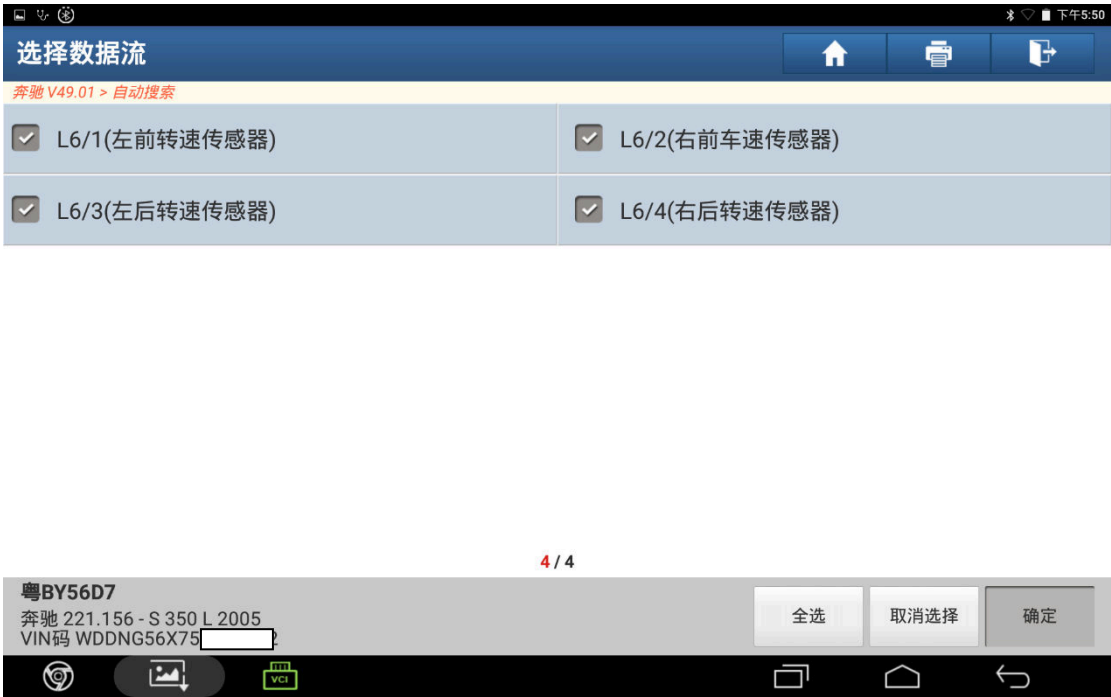 下午5:50
选择数据流
奔驰 V49.01 > 自动搜索
L6/1(左前转速传感器)
L6/2(右前车速传感器)
L6/3(左后转速传感器)
L6/4(右后转速传感器)
4 / 4
粤BY56D7
奔驰 221.156 - S 350 L 2005
VIN码 WDDNG56X75
全选
取消选择
确定
VCI